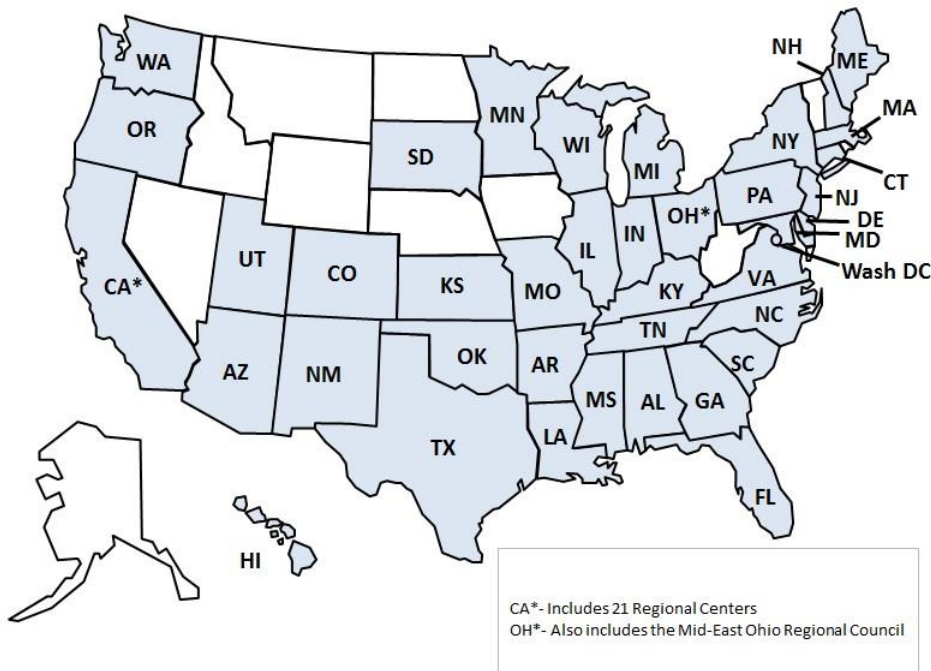 NH
ME
WA
MA
MN
OR
NY
WI
SD
MI
CT
PA
NJ
OH*
DE
IN
MD
IL
UT
CO
Wash DC
VA
CA*
KS
MO
KY
NC
TN
OK
AR
SC
AZ
NM
MS
AL
GA
LA
TX
FL
HI
CA*- Includes 21 Regional Centers
OH*- Also includes the Mid-East Ohio Regional Council